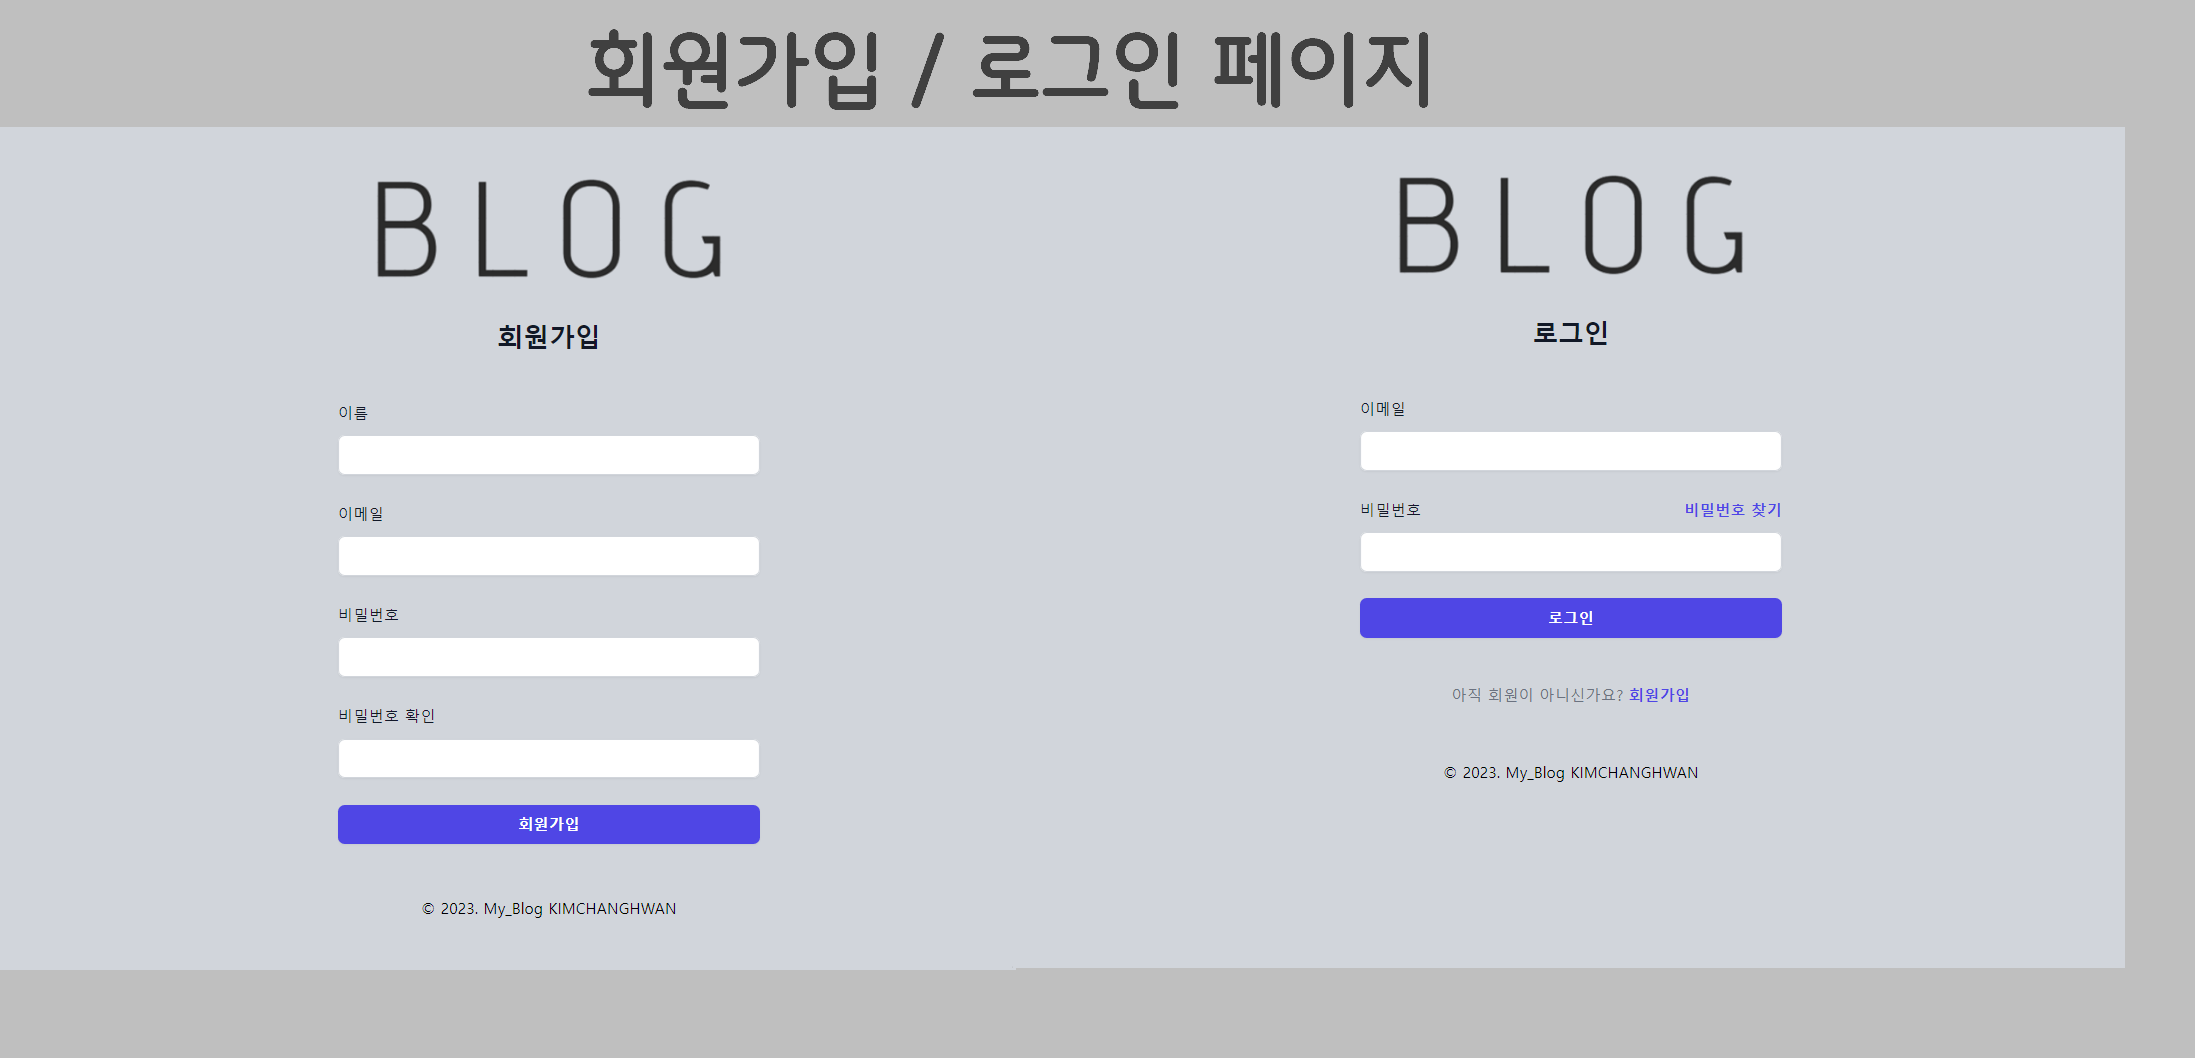 회원가입 / 로그인 페이지
BLOG
회원가입
이름
이메일
비밀번호
비밀번호 확인
회원가입
© 2023. My_Blog KIMCHANGHWAN
BLOG
로그인
이메일
비밀번호 비밀번호 찾기
로그인
아직 회원이 아니신가요? 회원가입
© 2023. My_Blog KIMCHANGHWAN